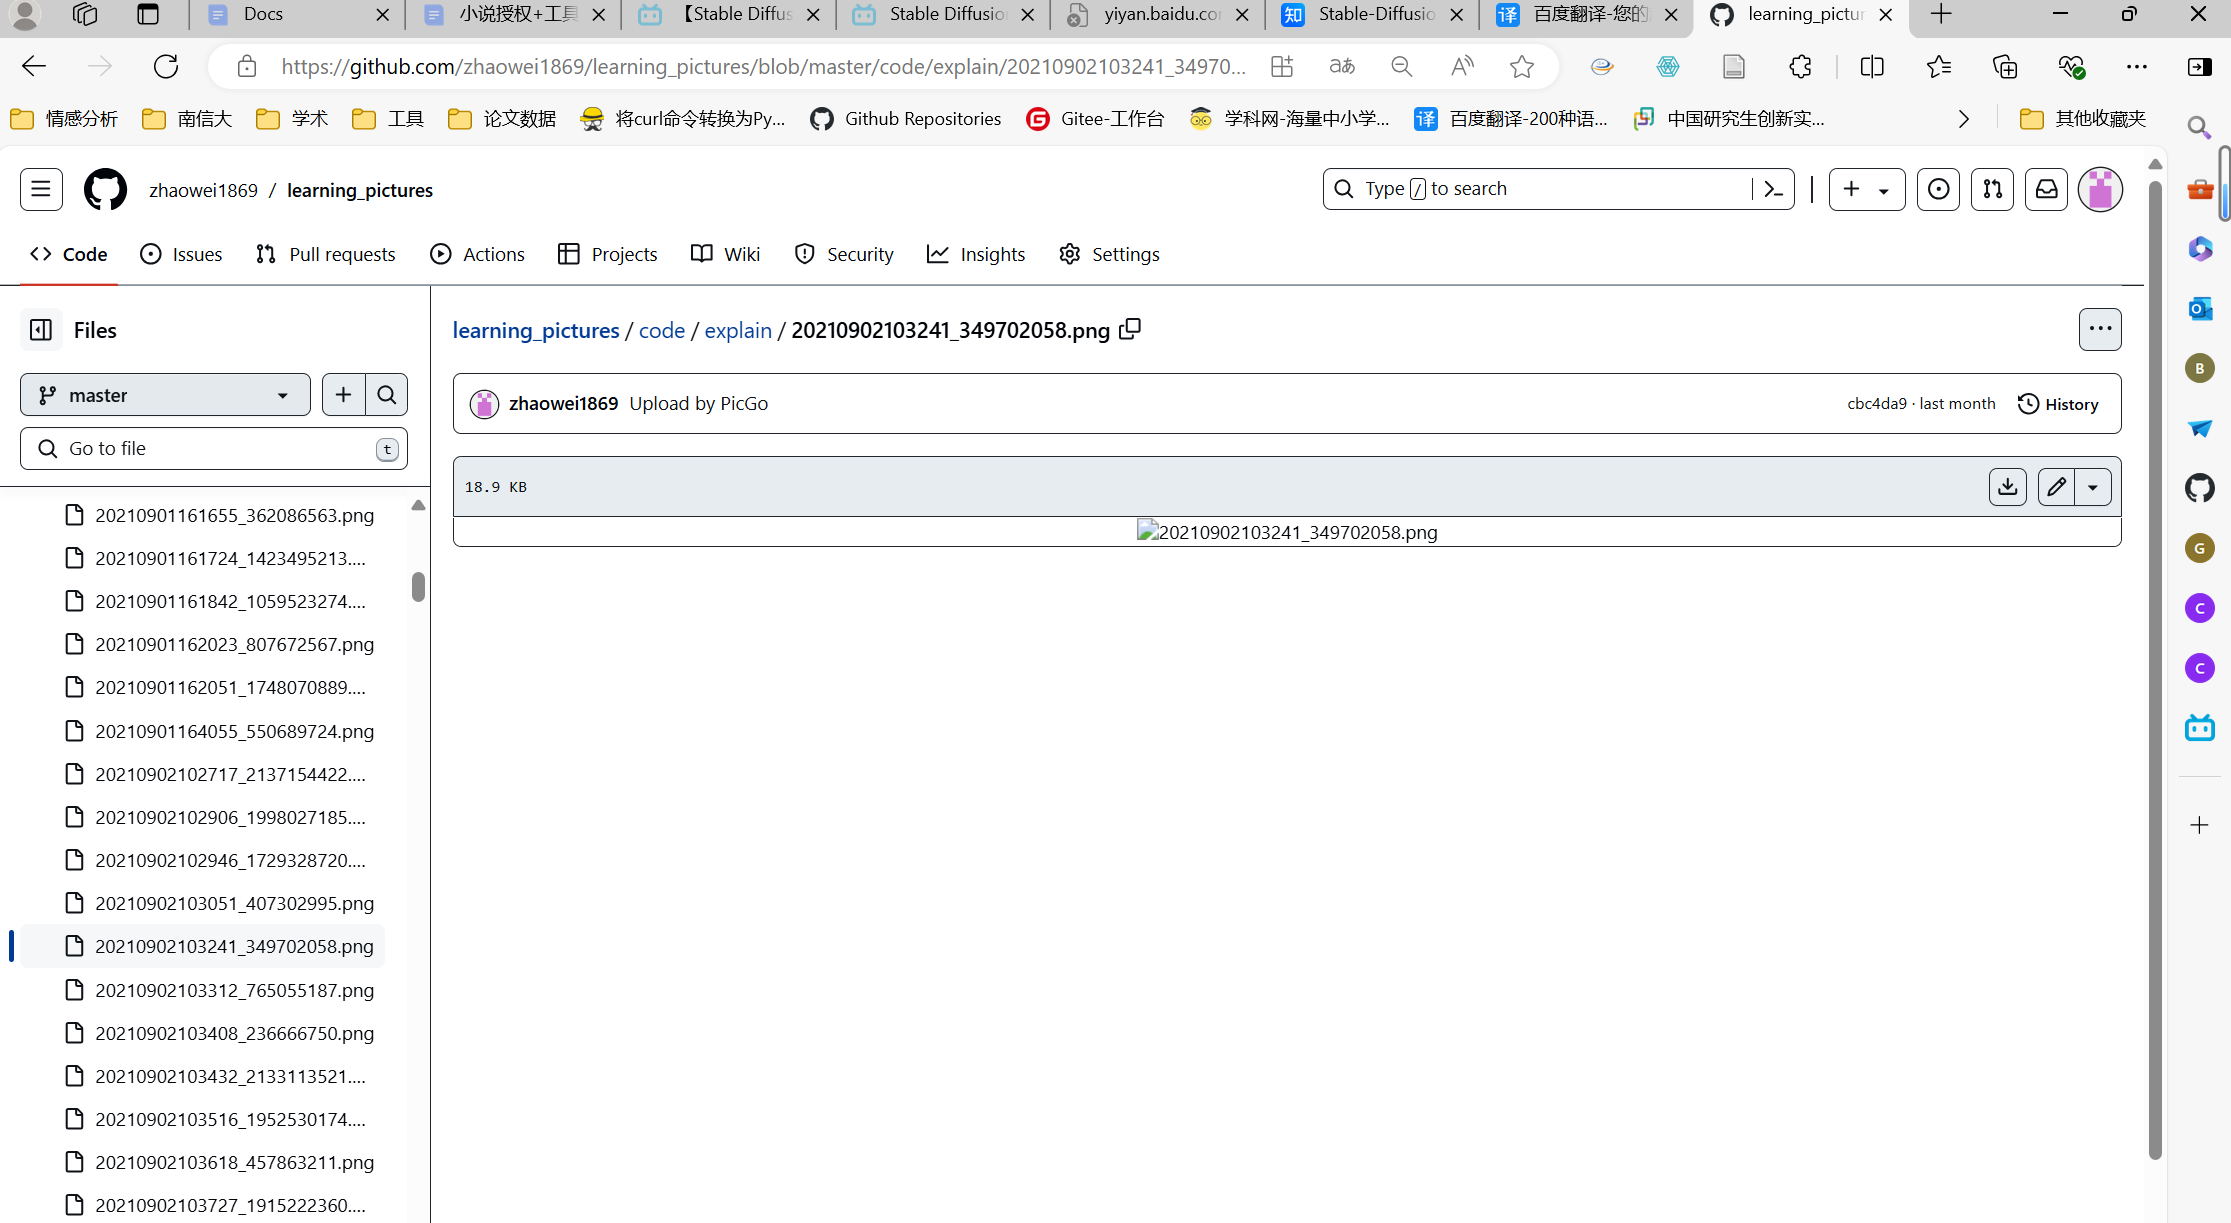 Docs
小说授权+工具
【Stable Diffus
Stable Diffusio
yiyan.baidu.co
Stable-Diffusio
百度翻译-您的
learning_pictur
https://github.com/zhaowei1869/learning_pictures/blob/master/code/explain/20210902103241_34970...
情感分析
南信大
学术
工具
论文数据
将curl命令转换为Py...
Github Repositories
Gitee-工作台
学科网-海量中小学...
百度翻译-200种语...
中国研究生创新实...
其他收藏夹
zhaowei1869 / learning_pictures
Type / to search
Code
Issues
Pull requests
Actions
Projects
Wiki
Security
Insights
Settings
Files
master
Go to file
t
20210901161655_362086563.png
20210901161724_1423495213....
20210901161842_1059523274....
20210901162023_807672567.png
20210901162051_1748070889....
20210901164055_550689724.png
20210902102717_2137154422....
20210902102906_1998027185....
20210902102946_1729328720....
20210902103051_407302995.png
20210902103241_349702058.png
20210902103312_765055187.png
20210902103408_236666750.png
20210902103432_2133113521....
20210902103516_1952530174....
20210902103618_457863211.png
20210902103727_1915222360....
learning_pictures / code / explain / 20210902103241_349702058.png
zhaowei1869 Upload by PicGo
cbc4da9 · last month
History
18.9 KB
20210902103241_349702058.png
B
G
C
C